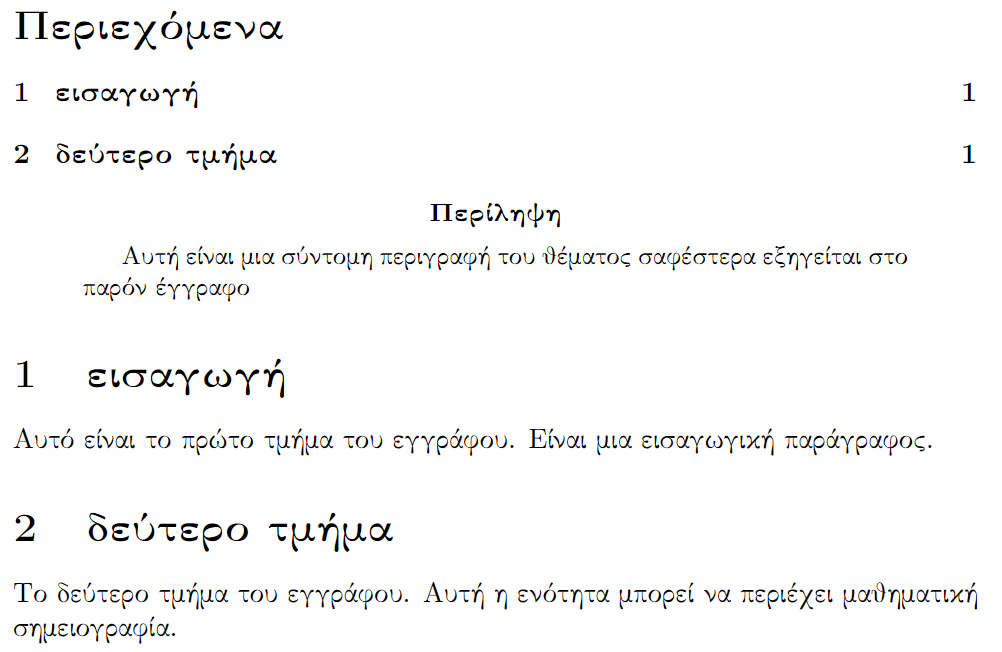 Περιεχόμενα
1 εισαγωγή 1
2 δεύτερο τμήμα 1
Περίληψη
Αυτή είναι μια σύντομη περιγραφή του θέματος σαφέστερα εξηγείται στο
παρόν έγγραφο
1 εισαγωγή
Αυτό είναι το πρώτο τμήμα του εγγράφου. Είναι μια εισαγωγική παράγραφος.
2 δεύτερο τμήμα
Το δεύτερο τμήμα του εγγράφου. Αυτή η ενότητα μπορεί να περιέχει μαθηματική
σημειογραφία.